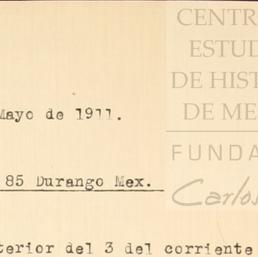 CENTR
ESTUD
DE HIST
DE ME
FUNDA
Carlos
Mayo de 1911.
85 Durango Mex.
terior del 3 del corriente